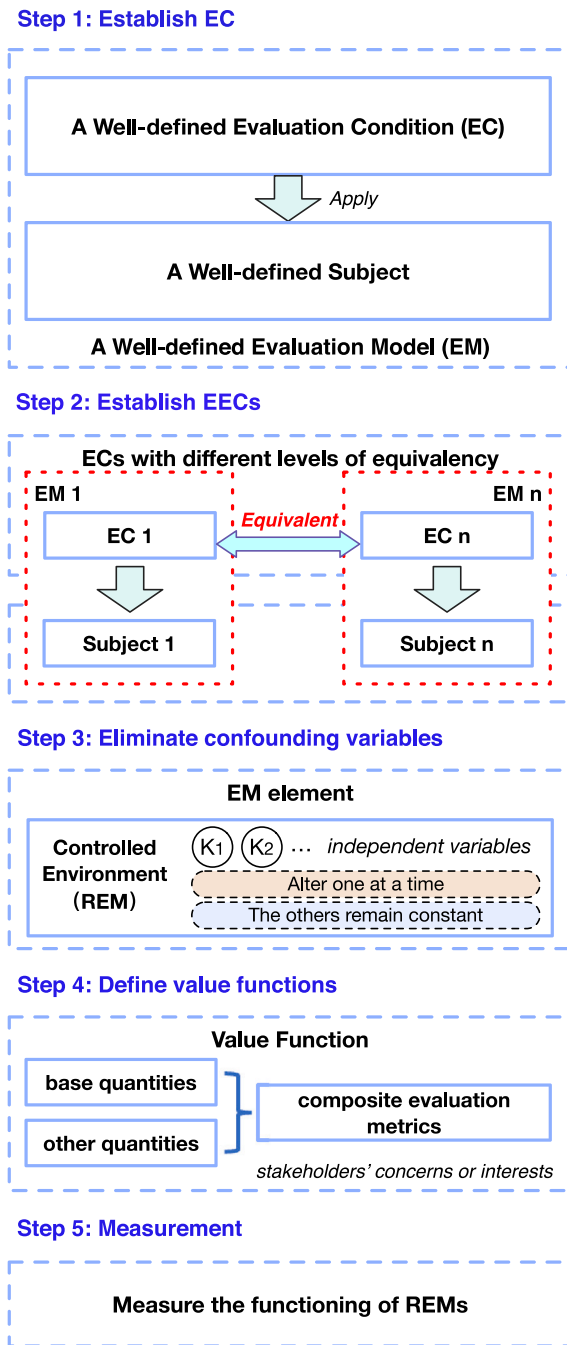 Step 1: Establish EC
A Well-defined Evaluation Condition (EC)
Apply
A Well-defined Subject
A Well-defined Evaluation Model (EM)
Step 2: Establish EECs
ECs with different levels of equivalency
EM 1
EM n
Equivalent
EC 1
EC n
Subject 1
Subject n
Step 3: Eliminate confounding variables
EM element
Controlled
Environment
(REM)
K1 K2 ... independent variables
Alter one at a time
The others remain constant
Step 4: Define value functions
Value Function
base quantities
other quantities
composite evaluation
metrics
stakeholders' concerns or interests
Step 5: Measurement
Measure the functioning of REMs